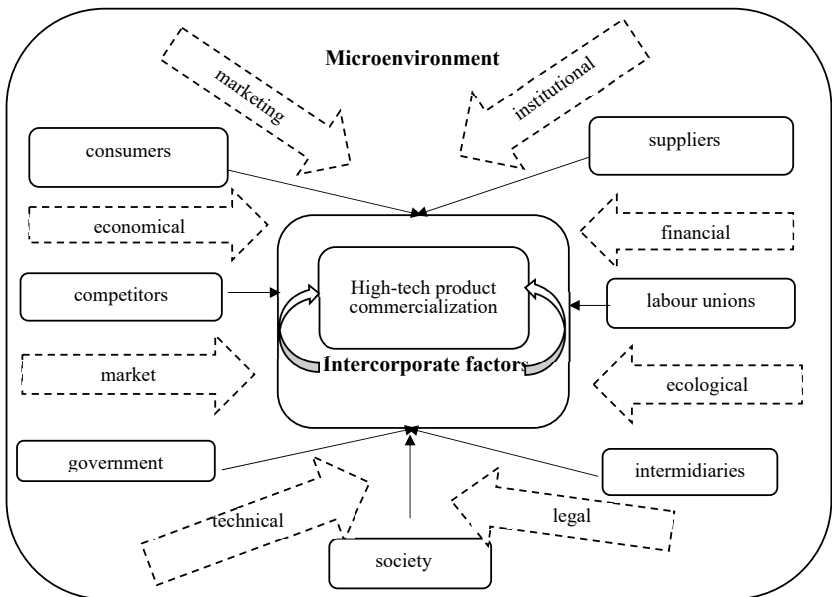 Microenvironment
marketing
institutional
consumers
suppliers
economical
financial
High-tech product
commercialization
competitors
labour unions
Intercorporate factors
market
ecological
government
intermidiaries
technical
legal
society